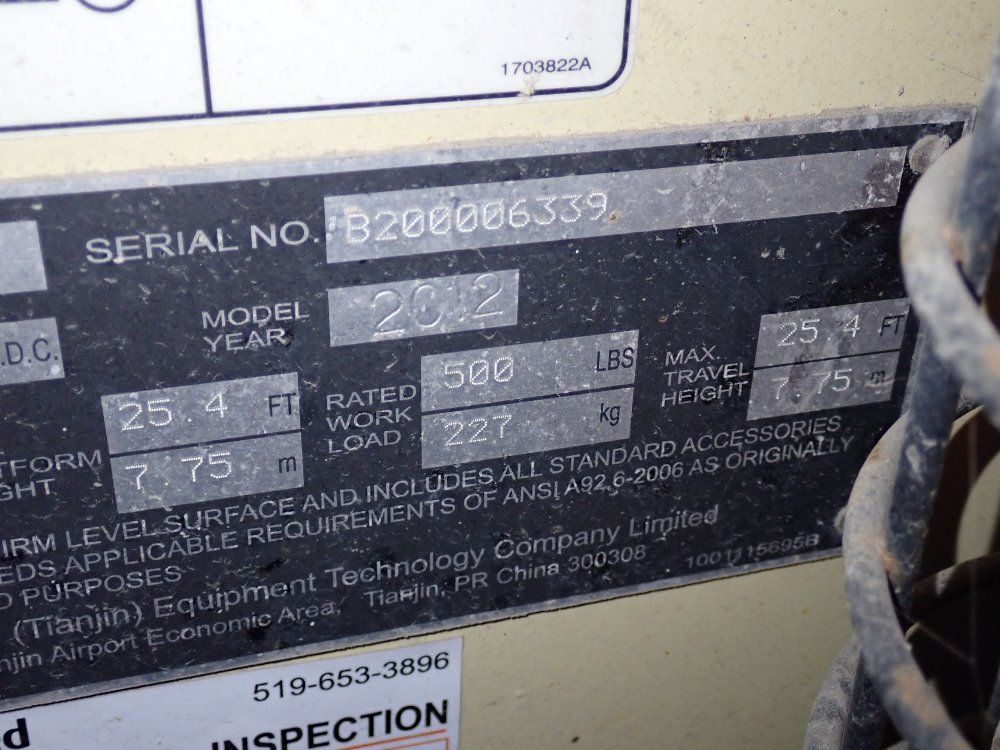 1703822A
SERIAL NO. B200006339
MODEL YEAR 2012
.D.C.
25.4 FT
7.75 m
TFORM
GHT
RATED WORK LOAD
500 LBS
227 kg
MAX. TRAVEL HEIGHT
25.4 FT
7.75 m
IRM LEVEL SURFACE AND INCLUDES ALL STANDARD ACCESSORIES
EDS APPLICABLE REQUIREMENTS OF ANSI A92.6-2006 AS ORIGINALLY
D PURPOSES
(Tianjin) Equipment Technology Company Limited
njin Airport Economic Area, Tianjin, PR China 300308
1001115695B
519-653-3896
ed
INSPECTION